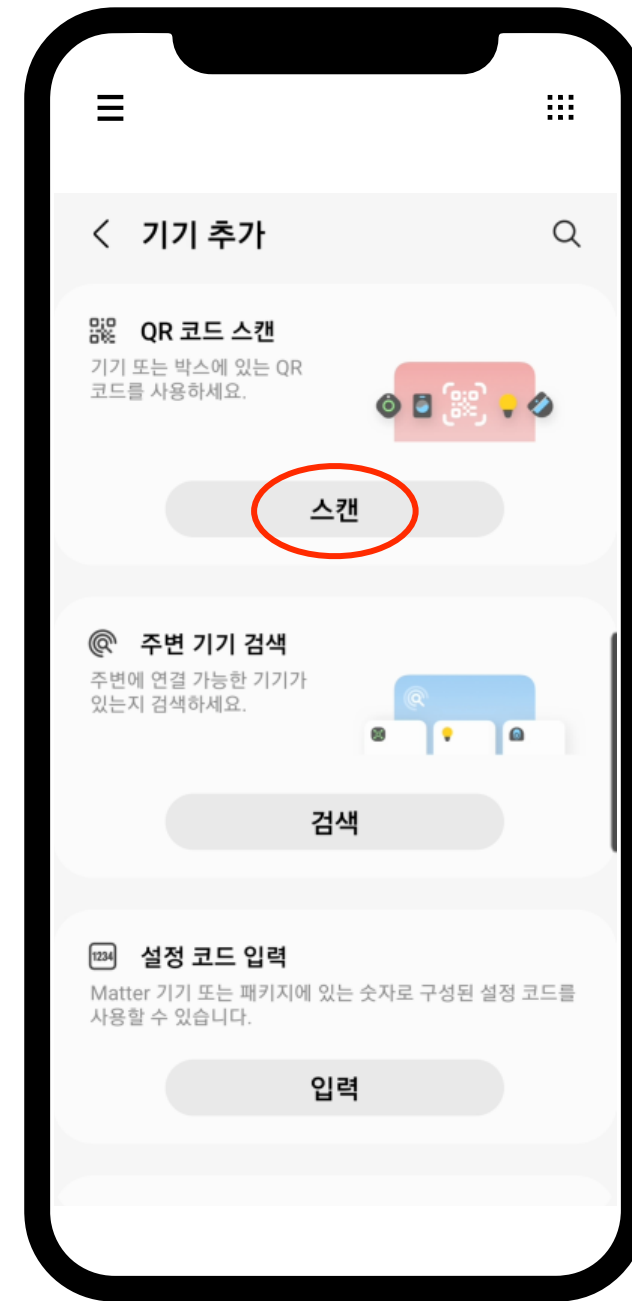 기기 추가
QR 코드 스캔
기기 또는 박스에 있는 QR
코드를 사용하세요.
스캔
주변 기기 검색
주변에 연결 가능한 기기가
있는지 검색하세요.
검색
1234
설정 코드 입력
Matter 기기 또는 패키지에 있는 숫자로 구성된 설정 코드를
사용할 수 있습니다.
입력